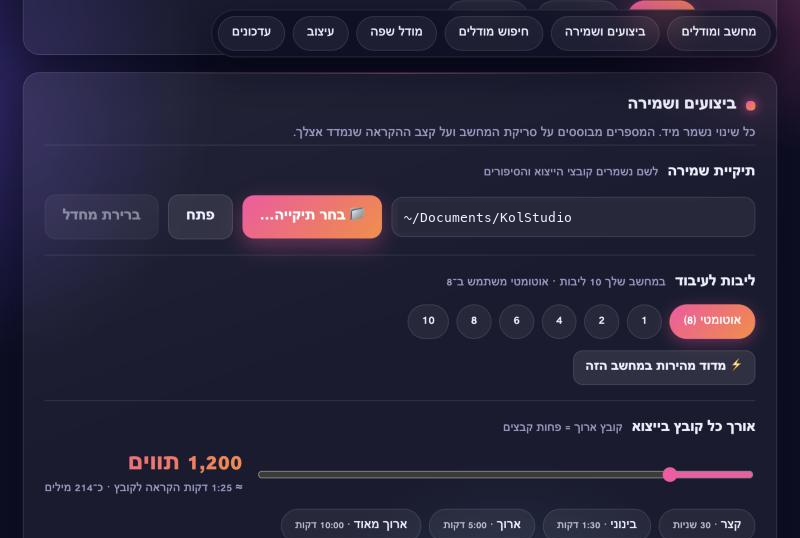 מחשב ומודלים
ביצועים ושמירה
חיפוש מודלים
מודל שפה
עיצוב
עדכונים
ביצועים ושמירה
כל שינוי נשמר מיד. המספרים מבוססים על סריקת המחשב ועל קצב ההקראה שנמדד אצלך.
תיקיית שמירה לשם נשמרים קובצי הייצוא והסיפורים
~/Documents/KolStudio
בחר תיקייה...
פתח
ברירת מחדל
ליבות לעיבוד במחשב שלך 10 ליבות · אוטומטי משתמש ב־8
אוטומטי (8) 1 2 4 6 8 10
⚡ מדוד מהירות במחשב הזה
אורך כל קובץ בייצוא קובץ ארוך = פחות קבצים
1,200 תווים
≈ 1:25 דקות הקראה לקובץ · כ־214 מילים
קצר · 30 שניות
בינוני · 1:30 דקות
ארוך · 5:00 דקות
ארוך מאוד · 10:00 דקות